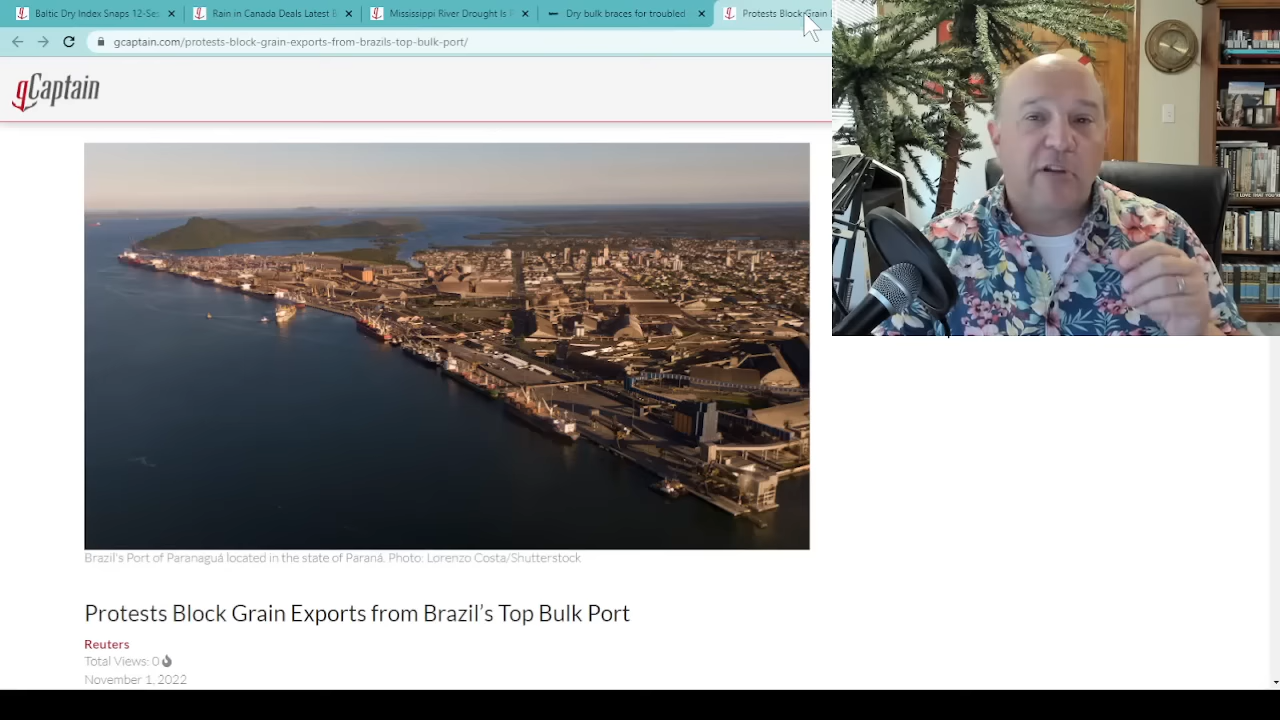 Baltic Dry Index Snaps 12-Se
Rain in Canada Deals Latest
Mississippi River Drought Is
Dry bulk braces for troubled
Protests Block Grain
gcaptain.com/protests-block-grain-exports-from-brazils-top-bulk-port/
gCaptain
Brazil's Port of Paranaguá located in the state of Paraná. Photo: Lorenzo Costa/Shutterstock
Protests Block Grain Exports from Brazil's Top Bulk Port
Reuters
Total Views: 0
November 1, 2022